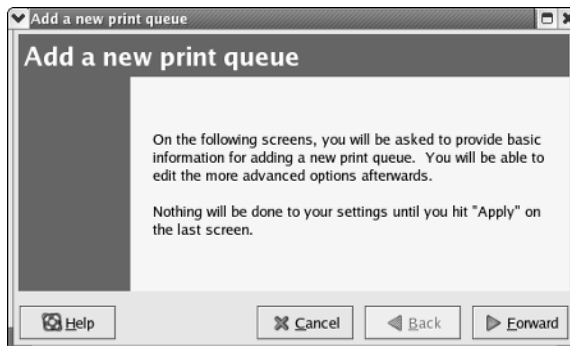 Add a new print queue
Add a new print queue
On the following screens, you will be asked to provide basic
information for adding a new print queue. You will be able to
edit the more advanced options afterwards.
Nothing will be done to your settings until you hit "Apply" on
the last screen.
Help
Cancel
Back
Forward